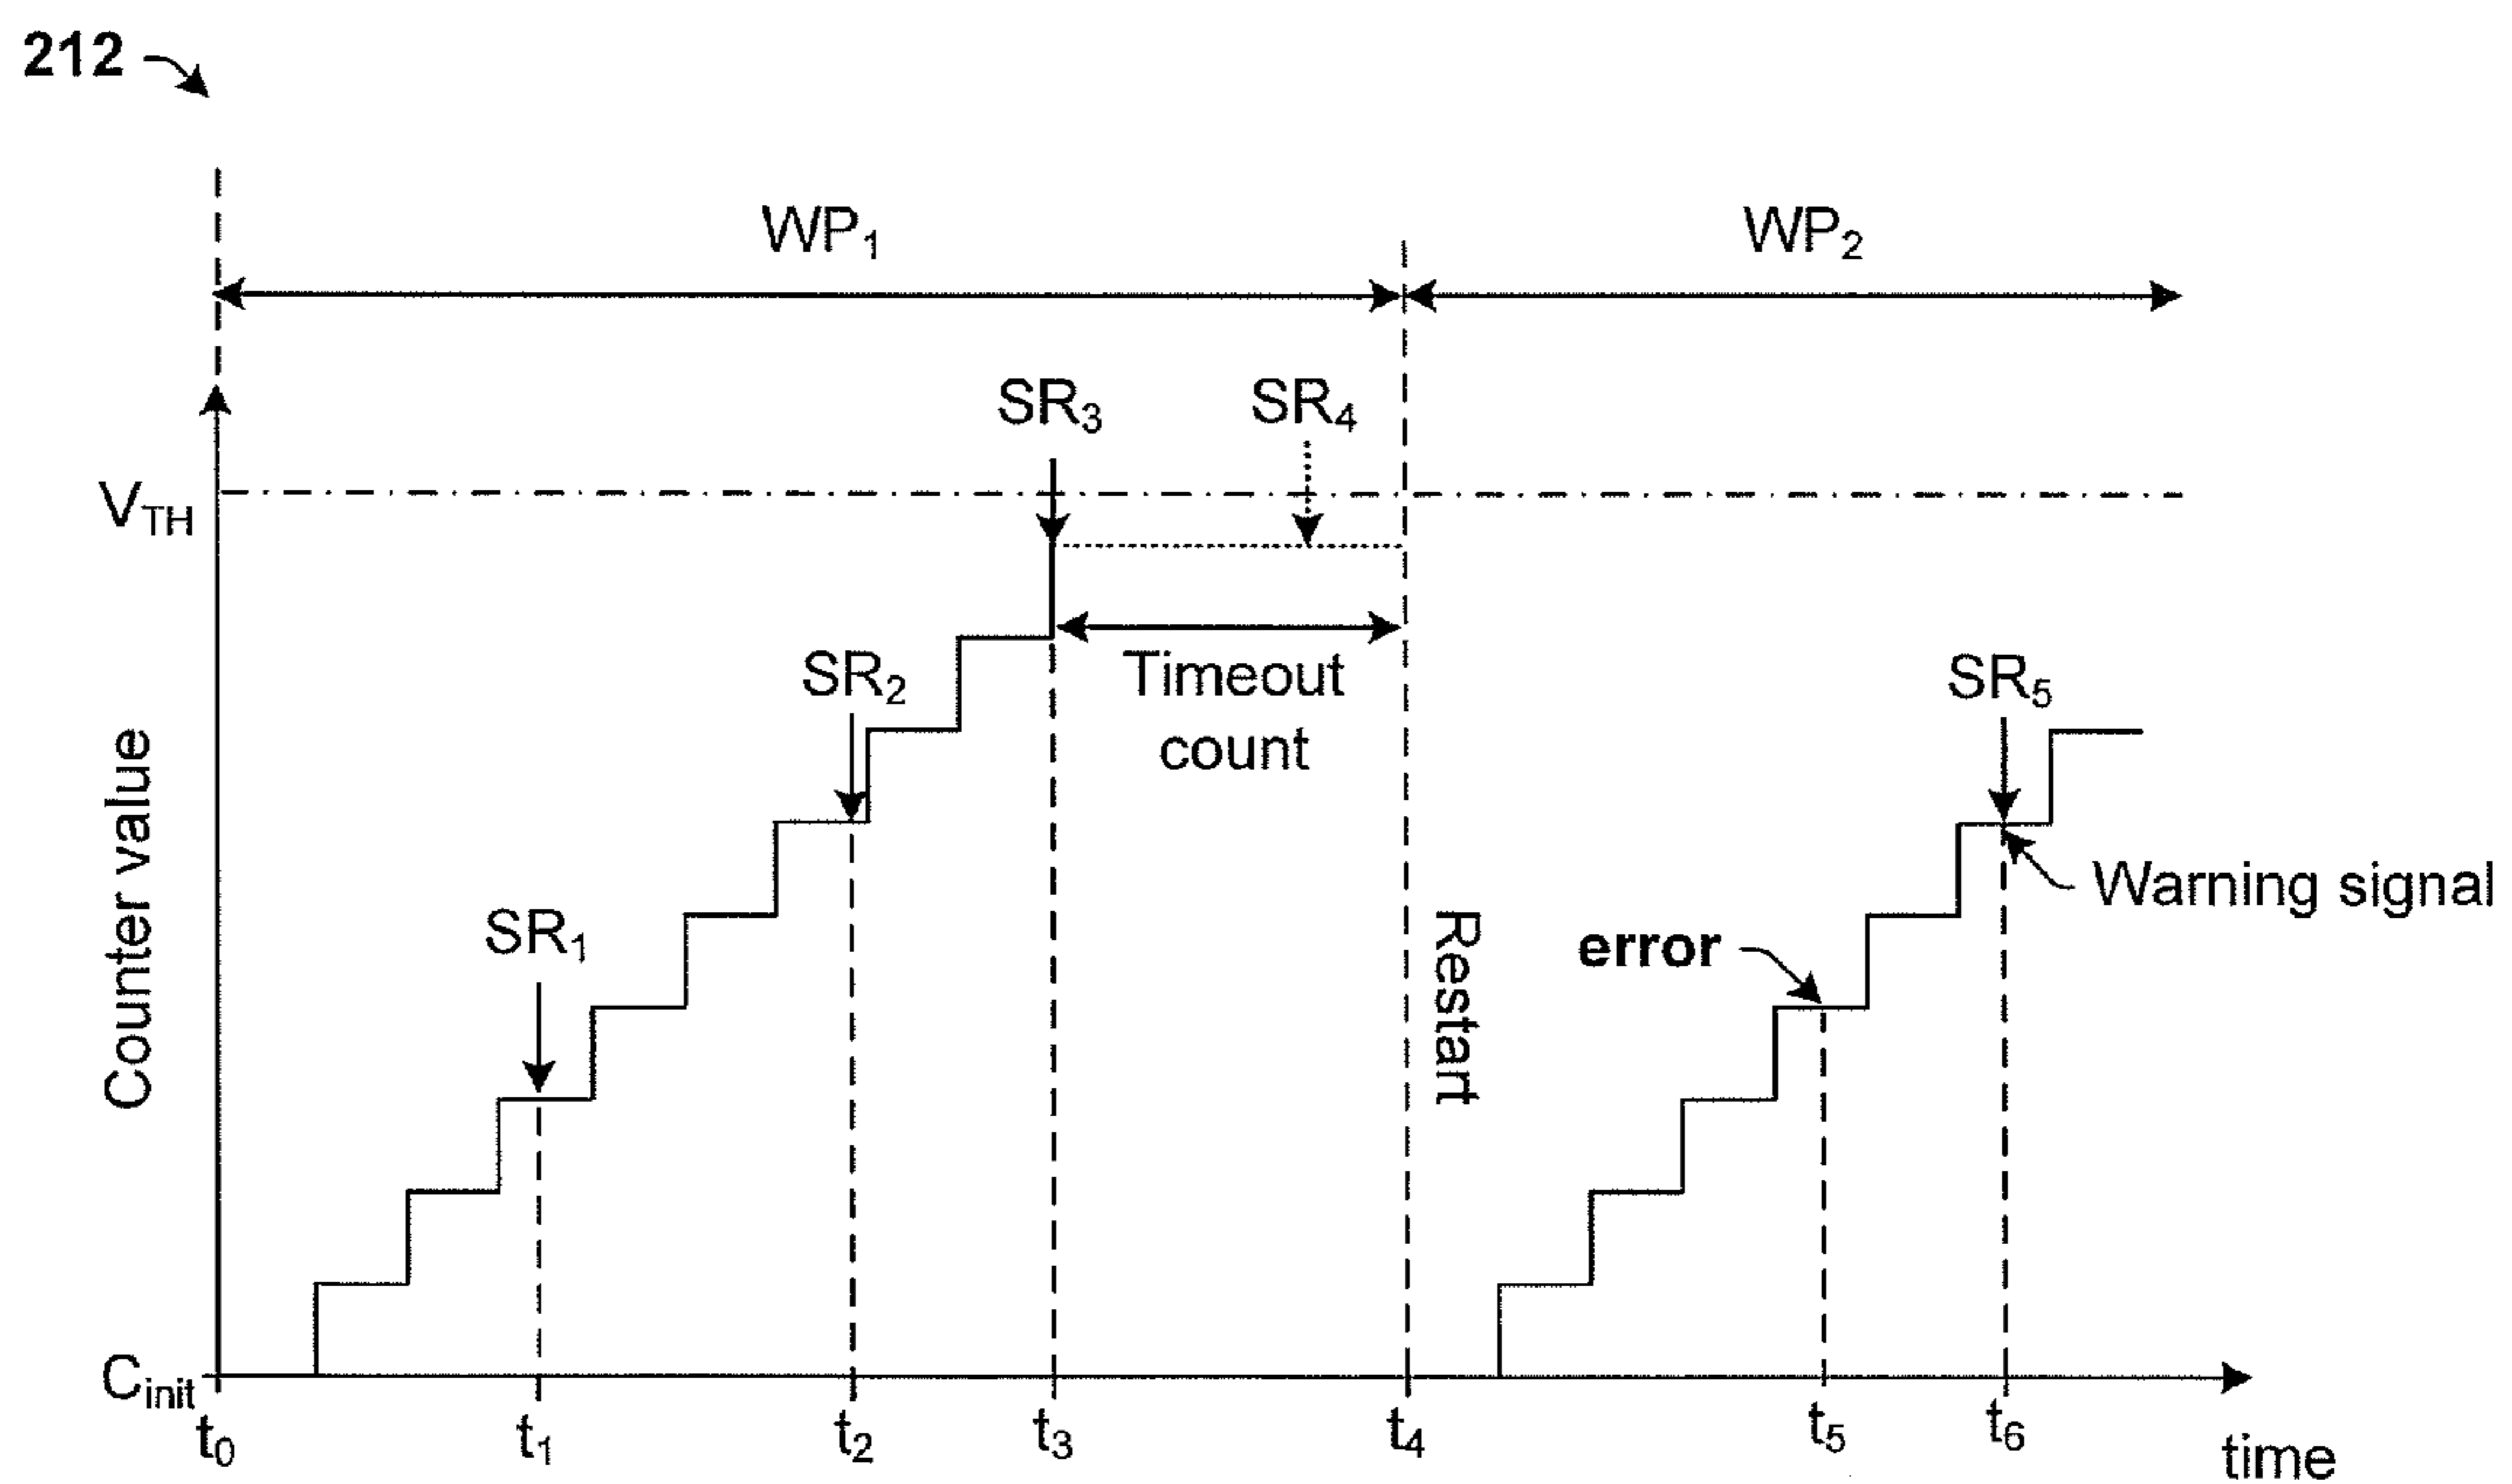 212
WP1 WP2
SR3 SR4
VTH
SR2 Timeout count SR5
Counter value
SR1 Restart error Warning signal
Cinit
t0 t1 t2 t3 t4 t5 t6 time